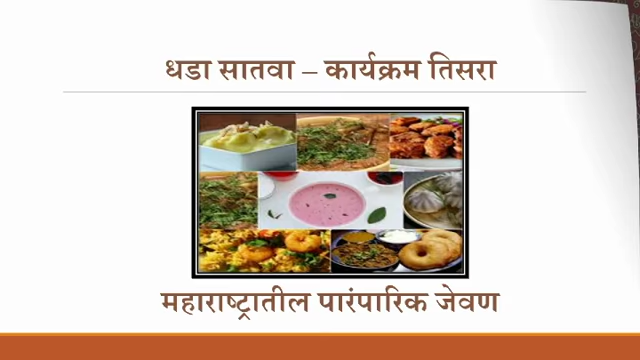 धडा सातवा – कार्यक्रम तिसरा
महाराष्ट्रातील पारंपारिक जेवण